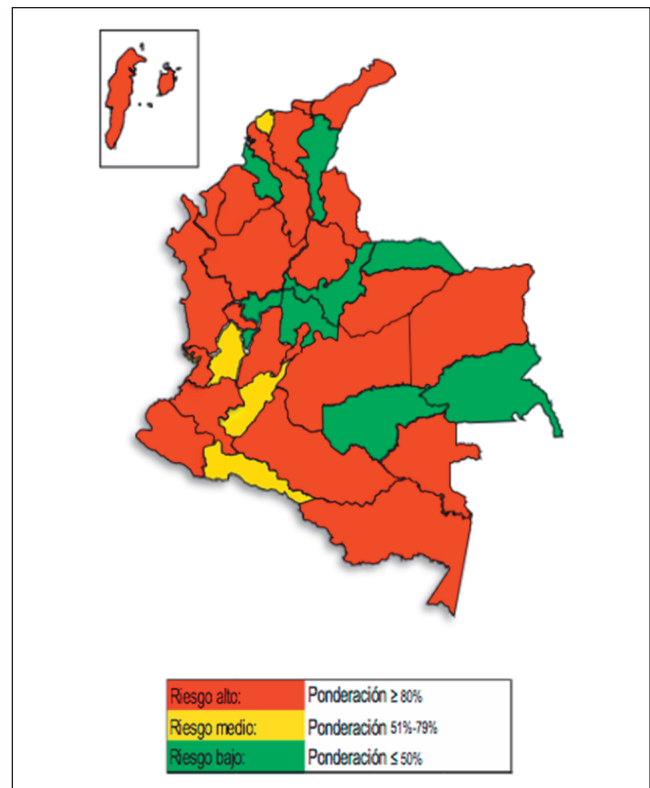 Riesgo alto: Ponderación ≥ 80%
Riesgo medio: Ponderación 51%-79%
Riesgo bajo: Ponderación ≤ 50%